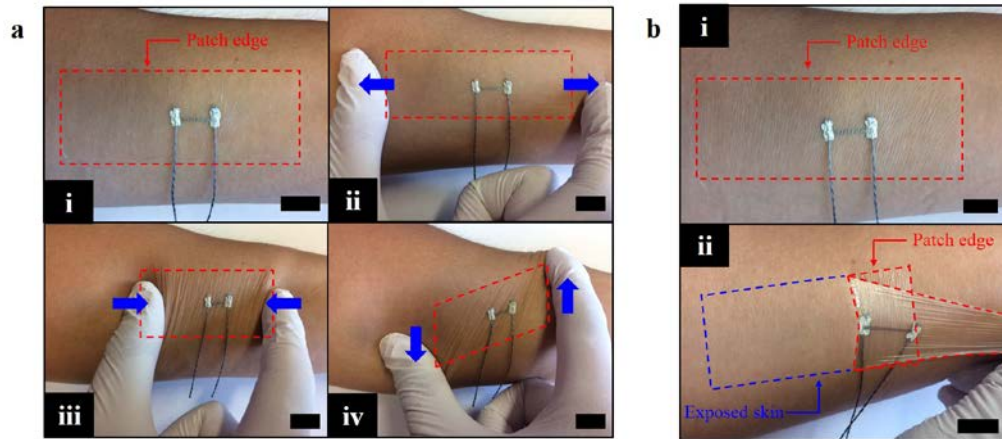 a
Patch edge
i
ii
iii
iv
b
i
Patch edge
ii
Patch edge
Exposed skin